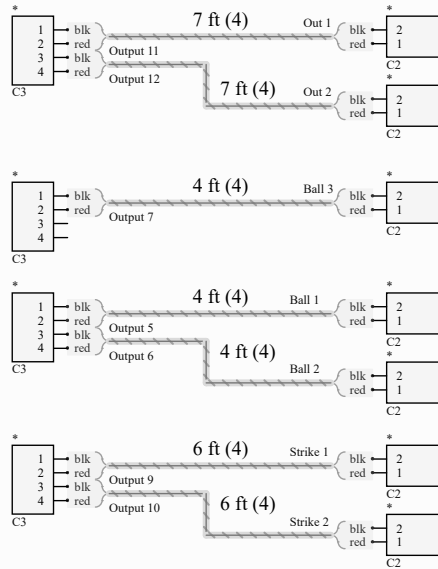 *
7 ft (4)
Out 1
*
1 blk
2 red
3 blk
4 red
Output 11
Output 12
C3
blk 2
red 1
C2
7 ft (4)
Out 2
*
blk 2
red 1
C2
*
4 ft (4)
Ball 3
*
1 blk
2 red
3
4
Output 7
C3
blk 2
red 1
C2
*
4 ft (4)
Ball 1
*
1 blk
2 red
3 blk
4 red
Output 5
Output 6
C3
blk 2
red 1
C2
4 ft (4)
Ball 2
*
blk 2
red 1
C2
*
6 ft (4)
Strike 1
*
1 blk
2 red
3 blk
4 red
Output 9
Output 10
C3
blk 2
red 1
C2
6 ft (4)
Strike 2
*
blk 2
red 1
C2